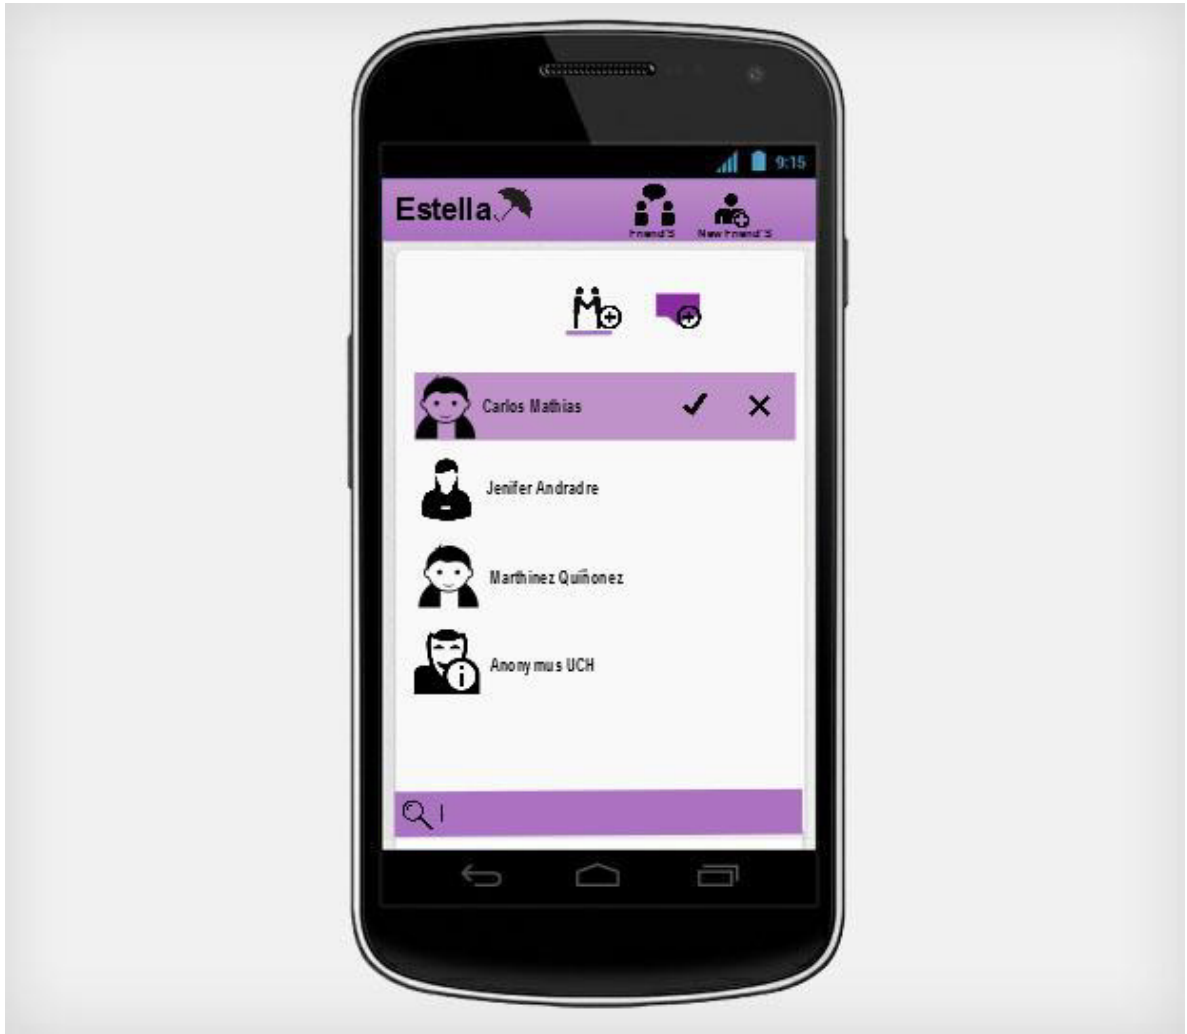 9:15
Estella
Friend'S
New Friend'S
Carlos Mathias
Jenifer Andradre
Marthinez Quiñonez
Anonymus UCH